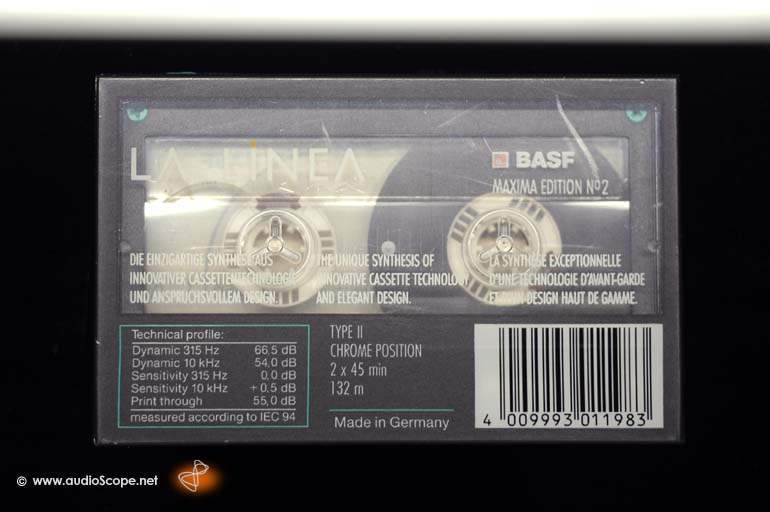 LA LINEA
BASF
MAXIMA EDITION Nº2
DIE EINZIGARTIGE SYNTHESE AUS
INNOVATIVER CASSETTENTECHNOLOGIE
UND ANSPRUCHSVOLLEM DESIGN.
THE UNIQUE SYNTHESIS OF
INNOVATIVE CASSETTE TECHNOLOGY
AND ELEGANT DESIGN.
LA SYNTHÈSE EXCEPTIONNELLE
D'UNE TECHNOLOGIE D'AVANT-GARDE
ET D'UN DESIGN HAUT DE GAMME.
Technical profile:
Dynamic 315 Hz 66,5 dB
Dynamic 10 kHz 54,0 dB
Sensitivity 315 Hz 0,0 dB
Sensitivity 10 kHz +0,5 dB
Print through 55,0 dB
measured according to IEC 94
TYPE II
CHROME POSITION
2 x 45 min
132 m
Made in Germany
4 009993 011983
© www.audioScope.net